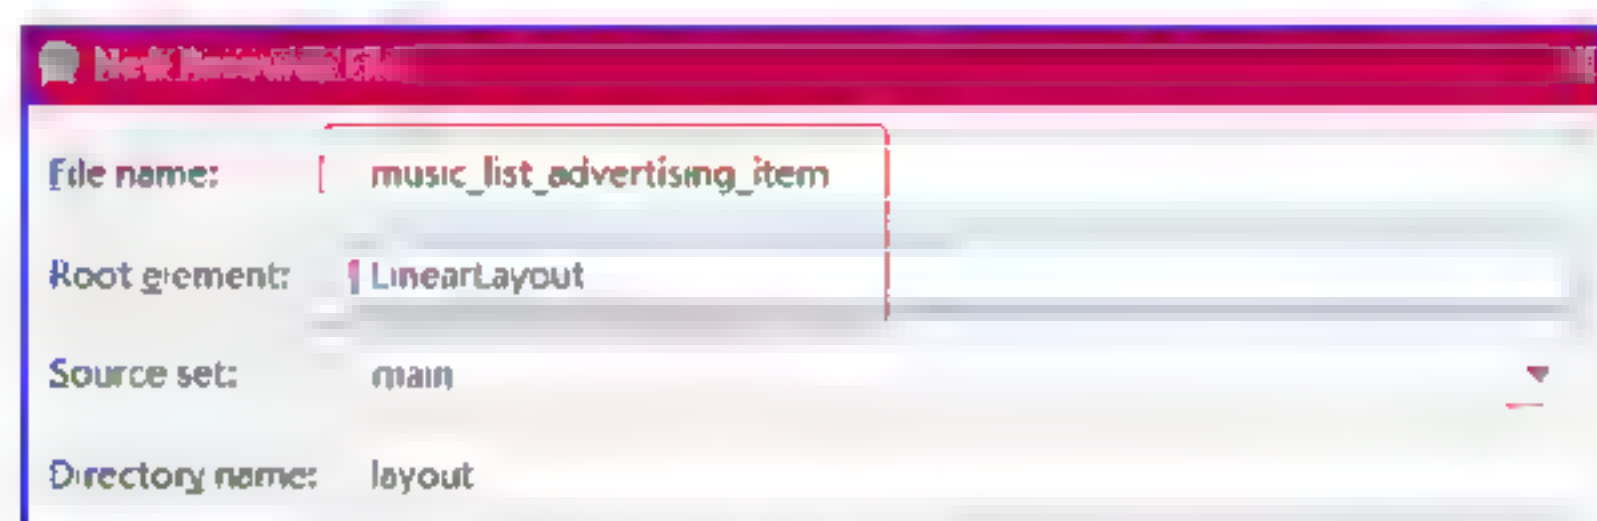 File name: music_list_advertising_item
Root element: LinearLayout
Source set: main
Directory name: layout